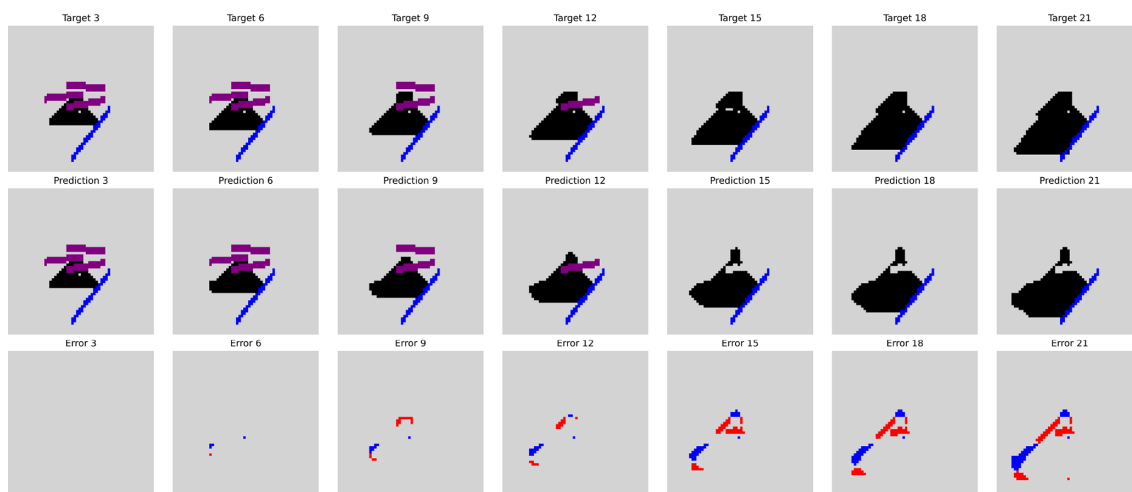 Target 3 Target 6 Target 9 Target 12 Target 15 Target 18 Target 21
Prediction 3 Prediction 6 Prediction 9 Prediction 12 Prediction 15 Prediction 18 Prediction 21
Error 3 Error 6 Error 9 Error 12 Error 15 Error 18 Error 21